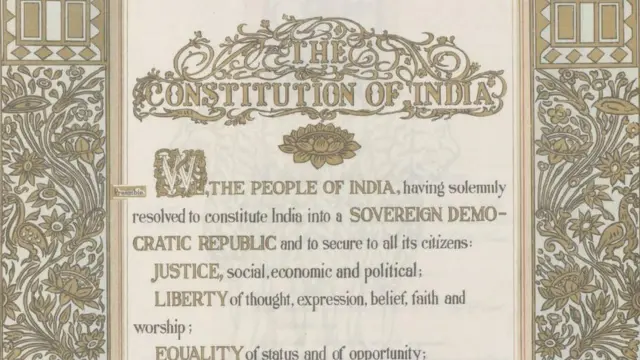 THE
CONSTITUTION OF INDIA
Preamble
WE, THE PEOPLE OF INDIA, having solemnly
resolved to constitute India into a SOVEREIGN DEMO-
CRATIC REPUBLIC and to secure to all its citizens:
JUSTICE, social, economic and political;
LIBERTY of thought, expression, belief, faith and
worship;
EQUALITY of status and of opportunity;